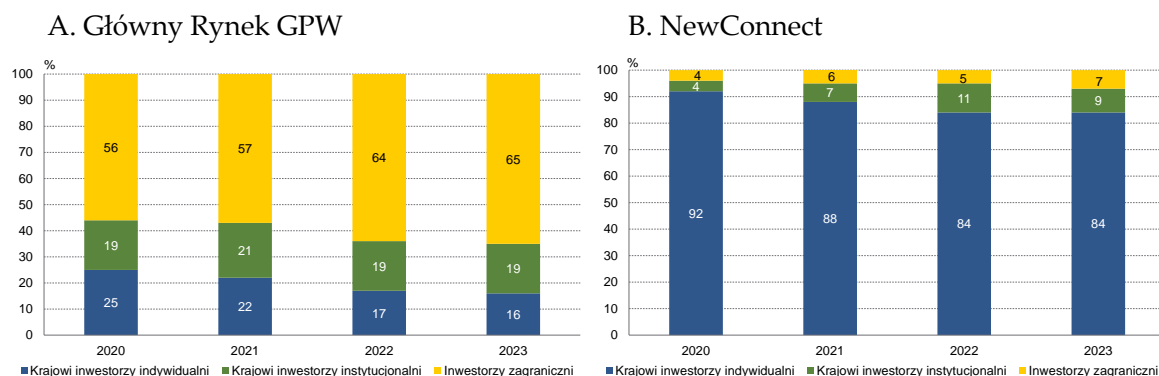 A. Główny Rynek GPW
%
100
90
80
70
60
50
40
30
20
10
0
56 57 64 65
19 21 19 19
25 22 17 16
2020 2021 2022 2023
Krajowi inwestorzy indywidualni Krajowi inwestorzy instytucjonalni Inwestorzy zagraniczni
B. NewConnect
%
100
90
80
70
60
50
40
30
20
10
0
4 6 5 7
4 7 11 9
92 88 84 84
2020 2021 2022 2023
Krajowi inwestorzy indywidualni Krajowi inwestorzy instytucjonalni Inwestorzy zagraniczni